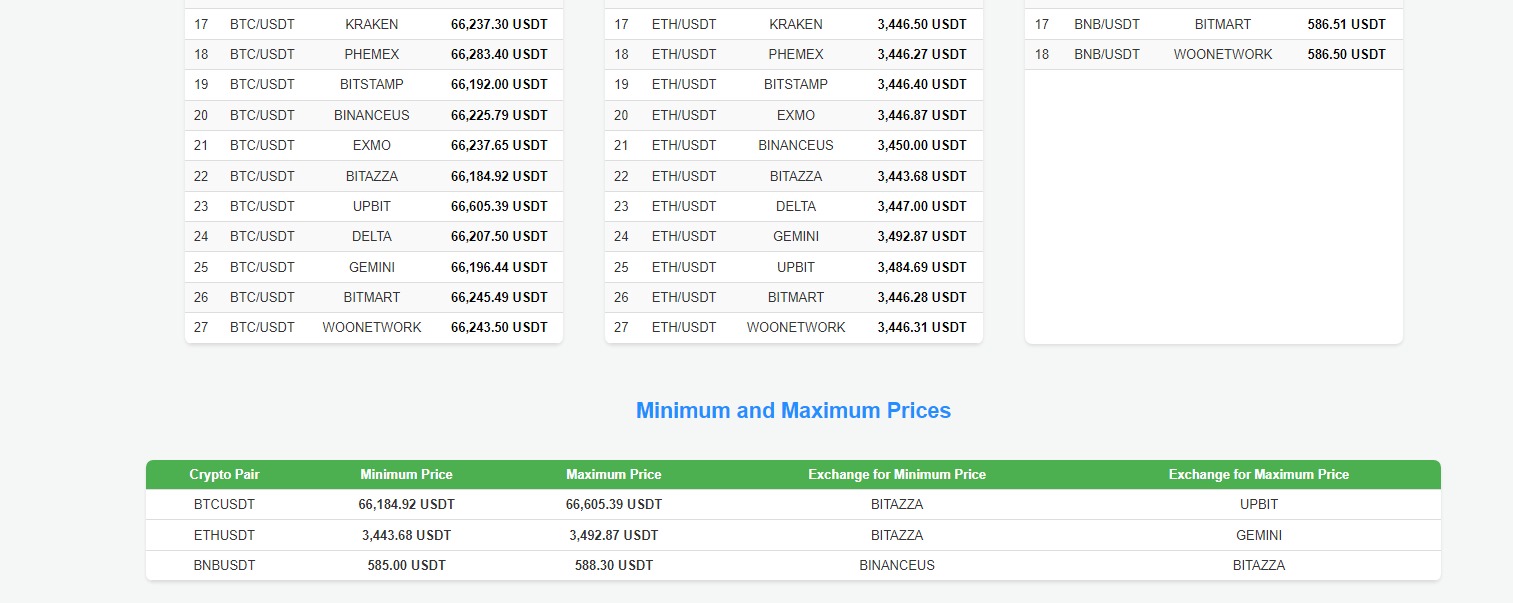 17 BTC/USDT KRAKEN 66,237.30 USDT
18 BTC/USDT PHEMEX 66,283.40 USDT
19 BTC/USDT BITSTAMP 66,192.00 USDT
20 BTC/USDT BINANCEUS 66,225.79 USDT
21 BTC/USDT EXMO 66,237.65 USDT
22 BTC/USDT BITAZZA 66,184.92 USDT
23 BTC/USDT UPBIT 66,605.39 USDT
24 BTC/USDT DELTA 66,207.50 USDT
25 BTC/USDT GEMINI 66,196.44 USDT
26 BTC/USDT BITMART 66,245.49 USDT
27 BTC/USDT WOONETWORK 66,243.50 USDT
17 ETH/USDT KRAKEN 3,446.50 USDT
18 ETH/USDT PHEMEX 3,446.27 USDT
19 ETH/USDT BITSTAMP 3,446.40 USDT
20 ETH/USDT EXMO 3,446.87 USDT
21 ETH/USDT BINANCEUS 3,450.00 USDT
22 ETH/USDT BITAZZA 3,443.68 USDT
23 ETH/USDT DELTA 3,447.00 USDT
24 ETH/USDT GEMINI 3,492.87 USDT
25 ETH/USDT UPBIT 3,484.69 USDT
26 ETH/USDT BITMART 3,446.28 USDT
27 ETH/USDT WOONETWORK 3,446.31 USDT
17 BNB/USDT BITMART 586.51 USDT
18 BNB/USDT WOONETWORK 586.50 USDT
Minimum and Maximum Prices
Crypto Pair Minimum Price Maximum Price Exchange for Minimum Price Exchange for Maximum Price
BTCUSDT 66,184.92 USDT 66,605.39 USDT BITAZZA UPBIT
ETHUSDT 3,443.68 USDT 3,492.87 USDT BITAZZA GEMINI
BNBUSDT 585.00 USDT 588.30 USDT BINANCEUS BITAZZA